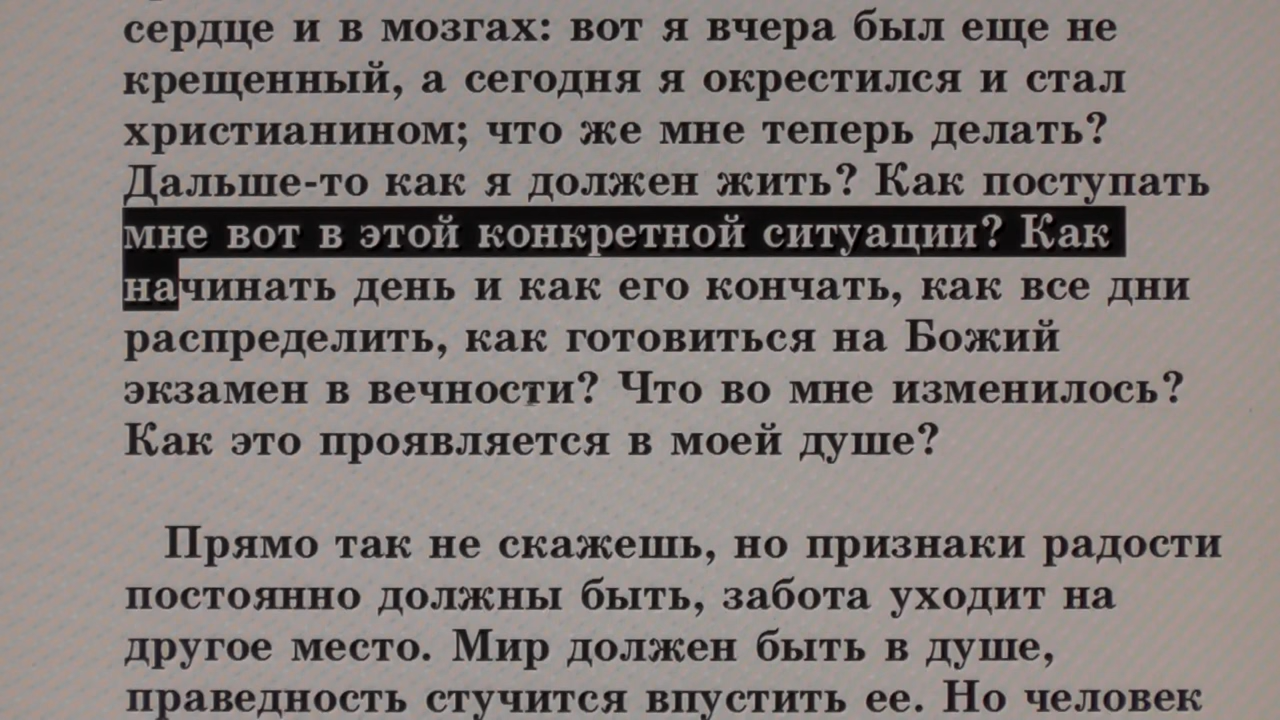 сердце и в мозгах: вот я вчера был еще не
крещенный, а сегодня я окрестился и стал
христианином; что же мне теперь делать?
Дальше-то как я должен жить? Как поступать
мне вот в этой конкретной ситуации? Как
начинать день и как его кончать, как все дни
распределить, как готовиться на Божий
экзамен в вечности? Что во мне изменилось?
Как это проявляется в моей душе?
Прямо так не скажешь, но признаки радости
постоянно должны быть, забота уходит на
другое место. Мир должен быть в душе,
праведность стучится впустить ее. Но человек